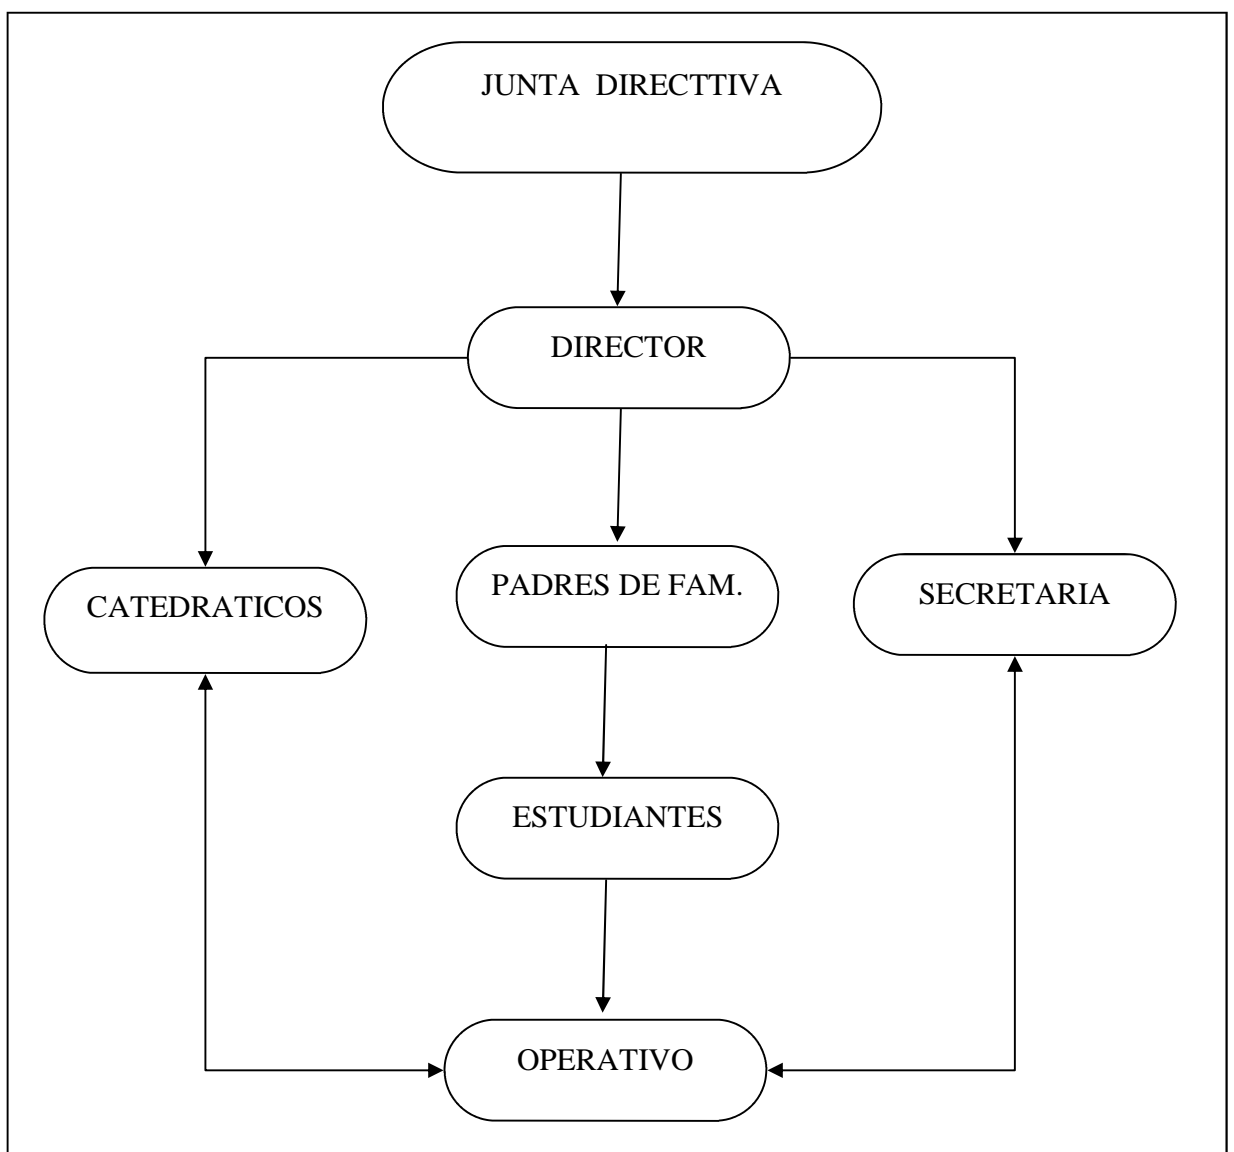 JUNTA DIRECTTIVA
DIRECTOR
CATEDRATICOS
PADRES DE FAM.
SECRETARIA
ESTUDIANTES
OPERATIVO